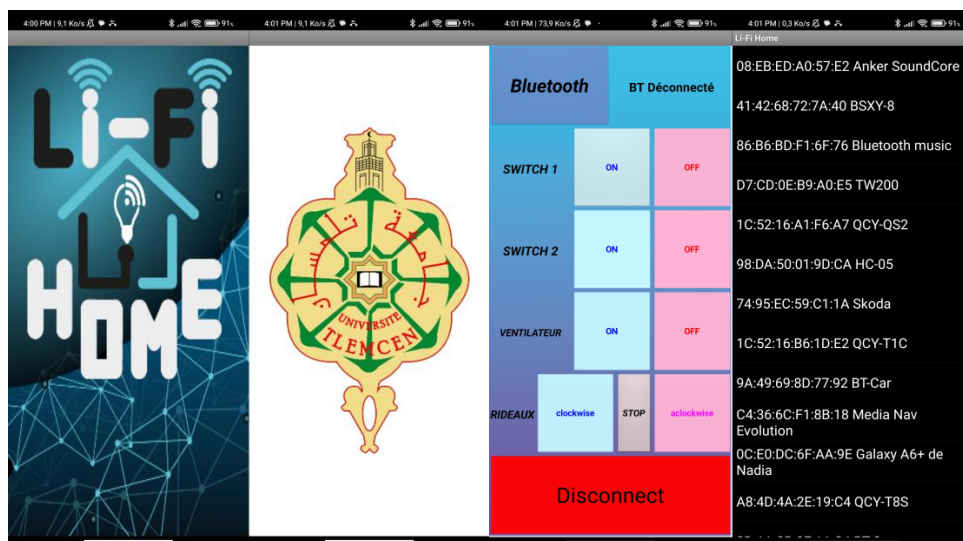 4:00 PM | 9,1 Ko/s
91%
Li-Fi
HOME
4:01 PM | 9,1 Ko/s
91%
جامعة تلمسان
UNIVERSITE
TLEMCEN
4:01 PM | 73,9 Ko/s
91%
Bluetooth
BT Déconnecté
SWITCH 1
ON
OFF
SWITCH 2
ON
OFF
VENTILATEUR
ON
OFF
RIDEAUX
clockwise
STOP
aclockwise
Disconnect
4:01 PM | 0,3 Ko/s
91%
Li-Fi Home
08:EB:ED:A0:57:E2 Anker SoundCore
41:42:68:72:7A:40 BSXY-8
86:B6:BD:F1:6F:76 Bluetooth music
D7:CD:0E:B9:A0:E5 TW200
1C:52:16:A1:F6:A7 QCY-QS2
98:DA:50:01:9D:CA HC-05
74:95:EC:59:C1:1A Skoda
1C:52:16:B6:1D:E2 QCY-T1C
9A:49:69:8D:77:92 BT-Car
C4:36:6C:F1:8B:18 Media Nav
Evolution
0C:E0:DC:6F:AA:9E Galaxy A6+ de
Nadia
A8:4D:4A:2E:19:C4 QCY-T8S